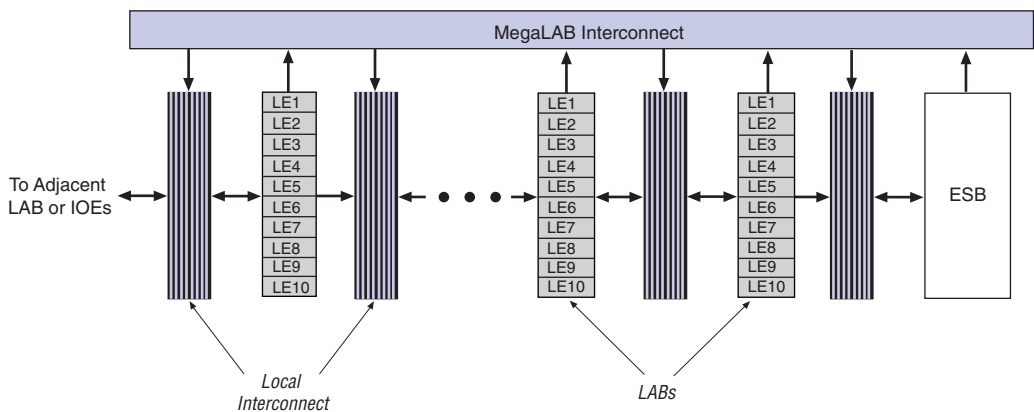 MegaLAB Interconnect
LE1
LE2
LE3
LE4
LE5
LE6
LE7
LE8
LE9
LE10
LE1
LE2
LE3
LE4
LE5
LE6
LE7
LE8
LE9
LE10
LE1
LE2
LE3
LE4
LE5
LE6
LE7
LE8
LE9
LE10
To Adjacent
LAB or IOEs
ESB
Local
Interconnect
LABs